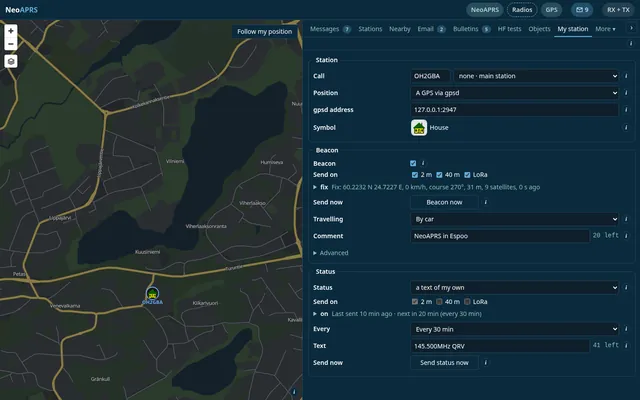 NeoAPRS
NeoAPRS Radios GPS 9 RX + TX
Follow my position
Messages 7 Stations Nearby Email 2 Bulletins 5 HF tests Objects My station More
Station
Call OH2GBA none · main station
Position A GPS via gpsd
gpsd address 127.0.0.1:2947
Symbol House
Beacon
Beacon
Send on 2 m 40 m LoRa
fix Fix: 60.2232 N 24.7227 E, 0 km/h, course 270°, 31 m, 9 satellites, 0 s ago
Send now Beacon now
Travelling By car
Comment NeoAPRS in Espoo 20 left
Advanced
Status
Status a text of my own
Send on 2 m 40 m LoRa
on Last sent 10 min ago · next in 20 min (every 30 min)
Every Every 30 min
Text 145.500MHz QRV 41 left
Send now Send status now
Viiniemi
Lippajärvi
Kuusiniemi
OH2GBA
Gränkull